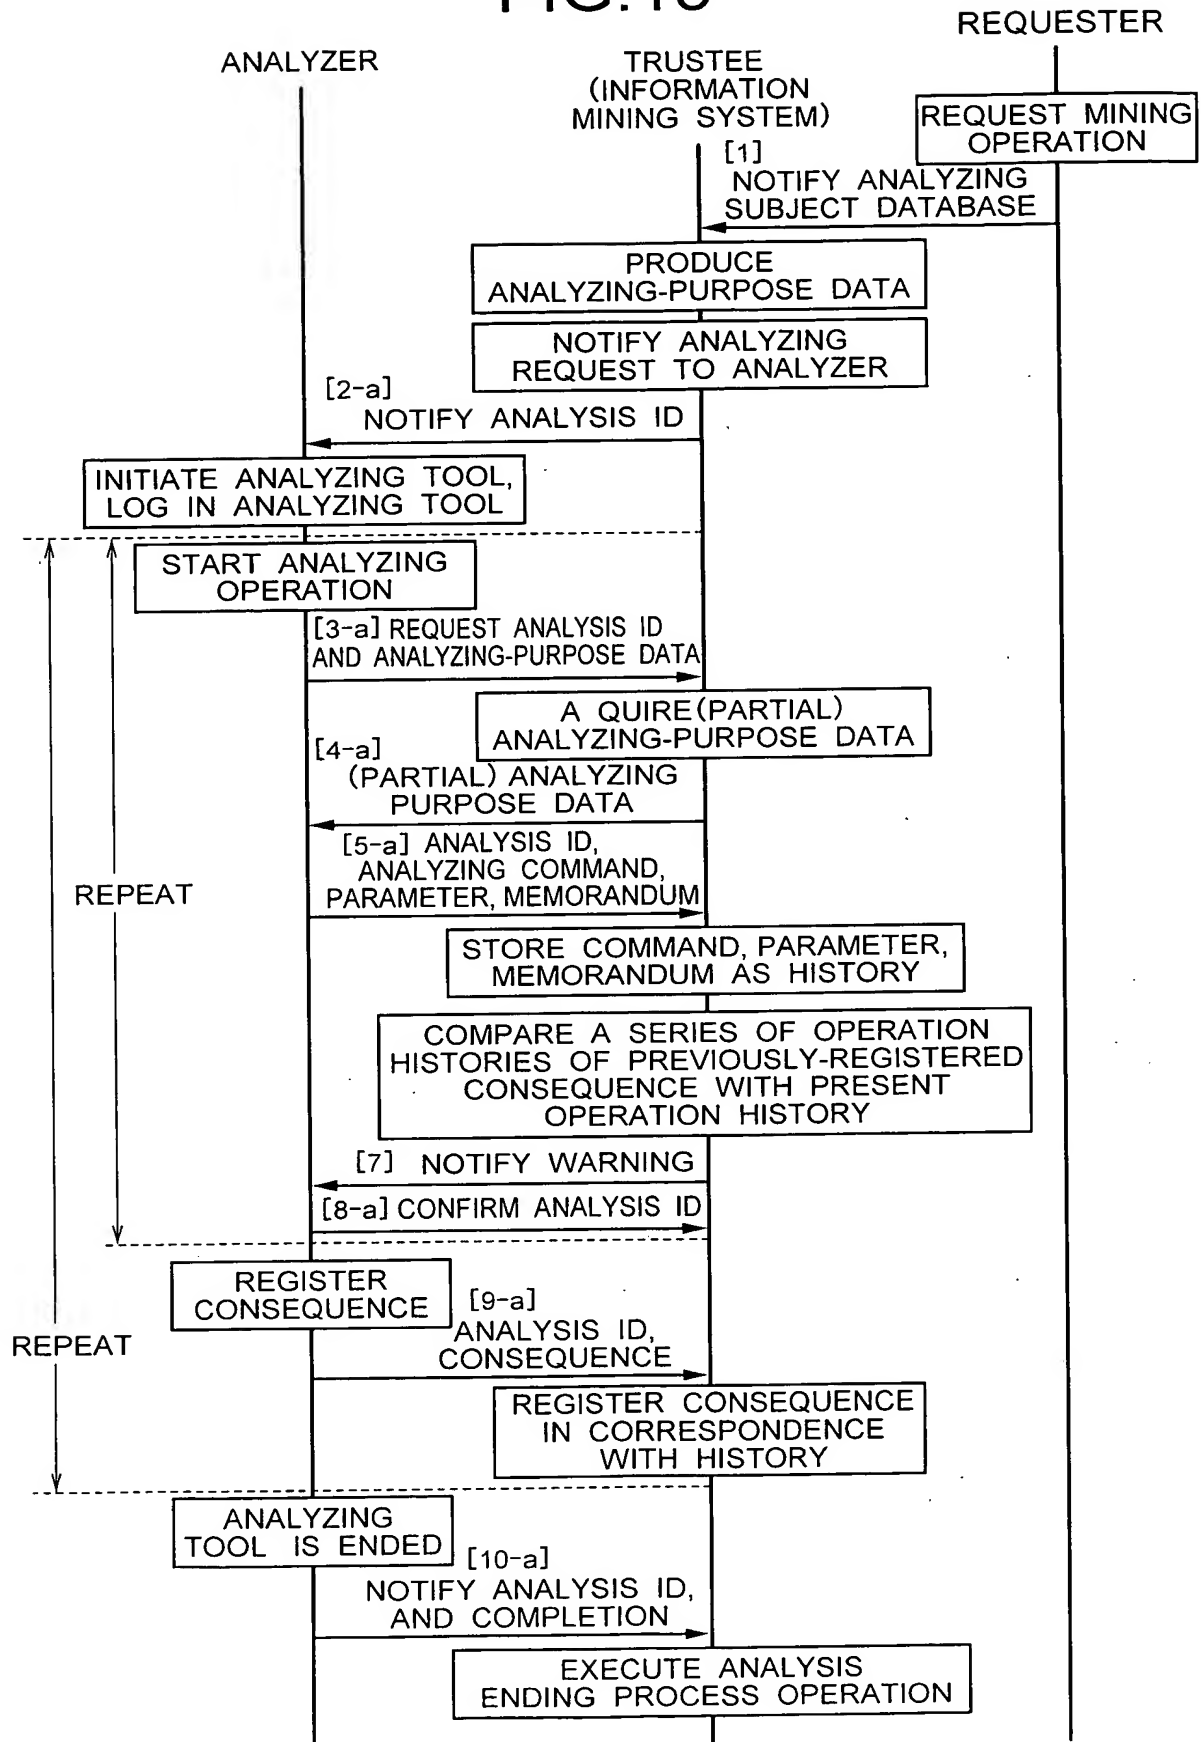 REQUESTER
ANALYZER
TRUSTEE
(INFORMATION
MINING SYSTEM)
REQUEST MINING
OPERATION
[1]
NOTIFY ANALYZING
SUBJECT DATABASE
PRODUCE
ANALYZING-PURPOSE DATA
NOTIFY ANALYZING
REQUEST TO ANALYZER
[2-a]
NOTIFY ANALYSIS ID
INITIATE ANALYZING TOOL,
LOG IN ANALYZING TOOL
START ANALYZING
OPERATION
[3-a] REQUEST ANALYSIS ID
AND ANALYZING-PURPOSE DATA
A QUIRE(PARTIAL)
ANALYZING-PURPOSE DATA
[4-a]
(PARTIAL) ANALYZING
PURPOSE DATA
[5-a] ANALYSIS ID,
ANALYZING COMMAND,
PARAMETER, MEMORANDUM
REPEAT
STORE COMMAND, PARAMETER,
MEMORANDUM AS HISTORY
COMPARE A SERIES OF OPERATION
HISTORIES OF PREVIOUSLY-REGISTERED
CONSEQUENCE WITH PRESENT
OPERATION HISTORY
[7] NOTIFY WARNING
[8-a] CONFIRM ANALYSIS ID
REGISTER
CONSEQUENCE
[9-a]
ANALYSIS ID,
CONSEQUENCE
REPEAT
REGISTER CONSEQUENCE
IN CORRESPONDENCE
WITH HISTORY
ANALYZING
TOOL IS ENDED
[10-a]
NOTIFY ANALYSIS ID,
AND COMPLETION
EXECUTE ANALYSIS
ENDING PROCESS OPERATION